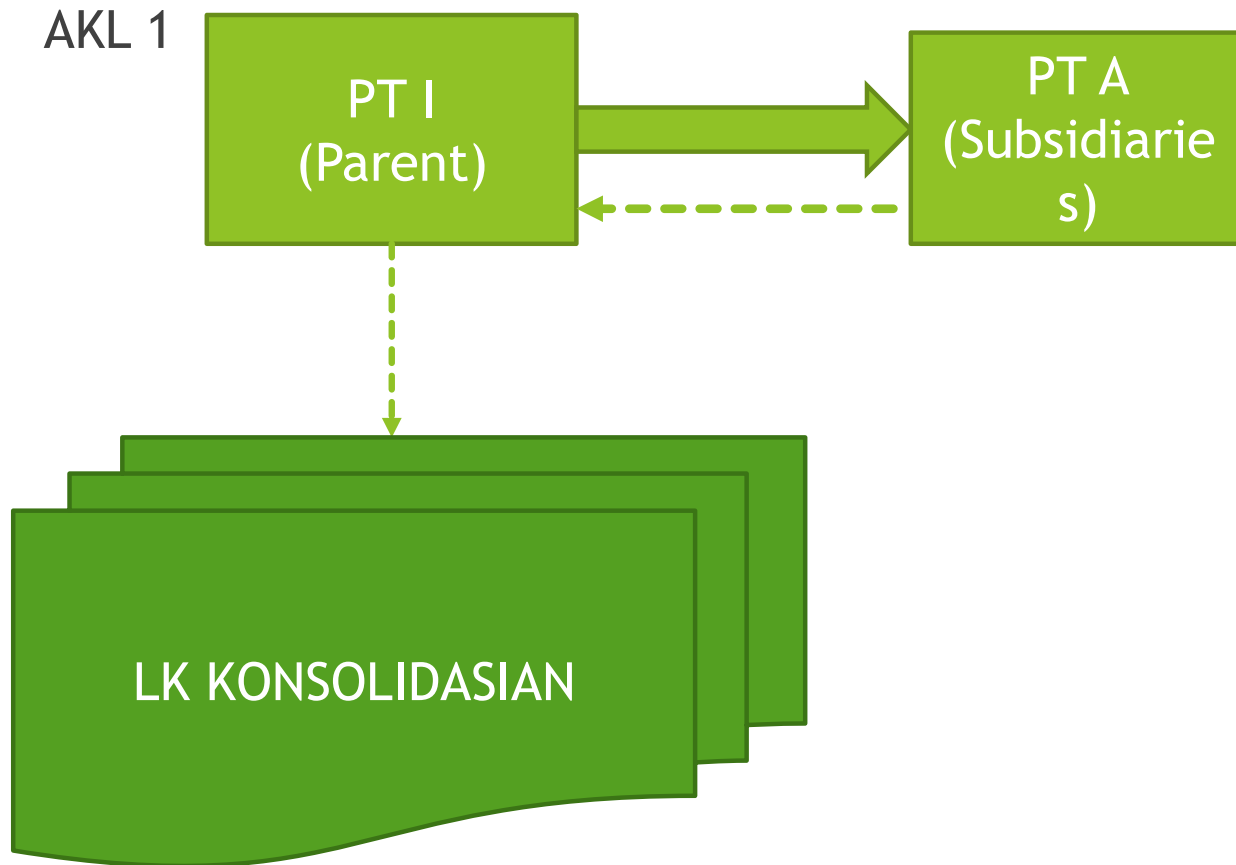 AKL 1
PT I
(Parent)
PT A
(Subsidiarie
s)
LK KONSOLIDASIAN